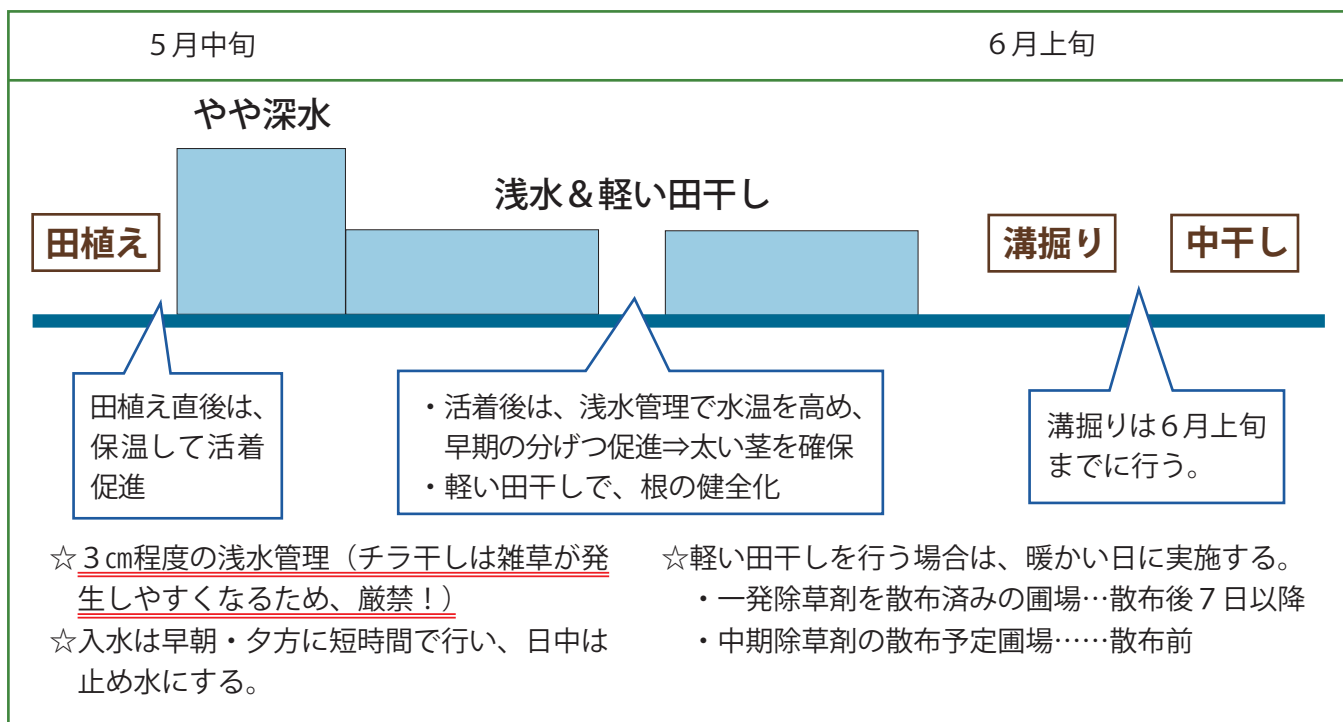 ５月中旬
６月上旬
やや深水
浅水＆軽い田干し
田植え
溝掘り
中干し
田植え直後は、
保温して活着
促進
・活着後は、浅水管理で水温を高め、
早期の分げつ促進⇒太い茎を確保
・軽い田干しで、根の健全化
溝掘りは６月上旬
までに行う。
☆３㎝程度の浅水管理（チラ干しは雑草が発
生しやすくなるため、厳禁！）
☆入水は早朝・夕方に短時間で行い、日中は
止め水にする。
☆軽い田干しを行う場合は、暖かい日に実施する。
・一発除草剤を散布済みの圃場…散布後７日以降
・中期除草剤の散布予定圃場……散布前